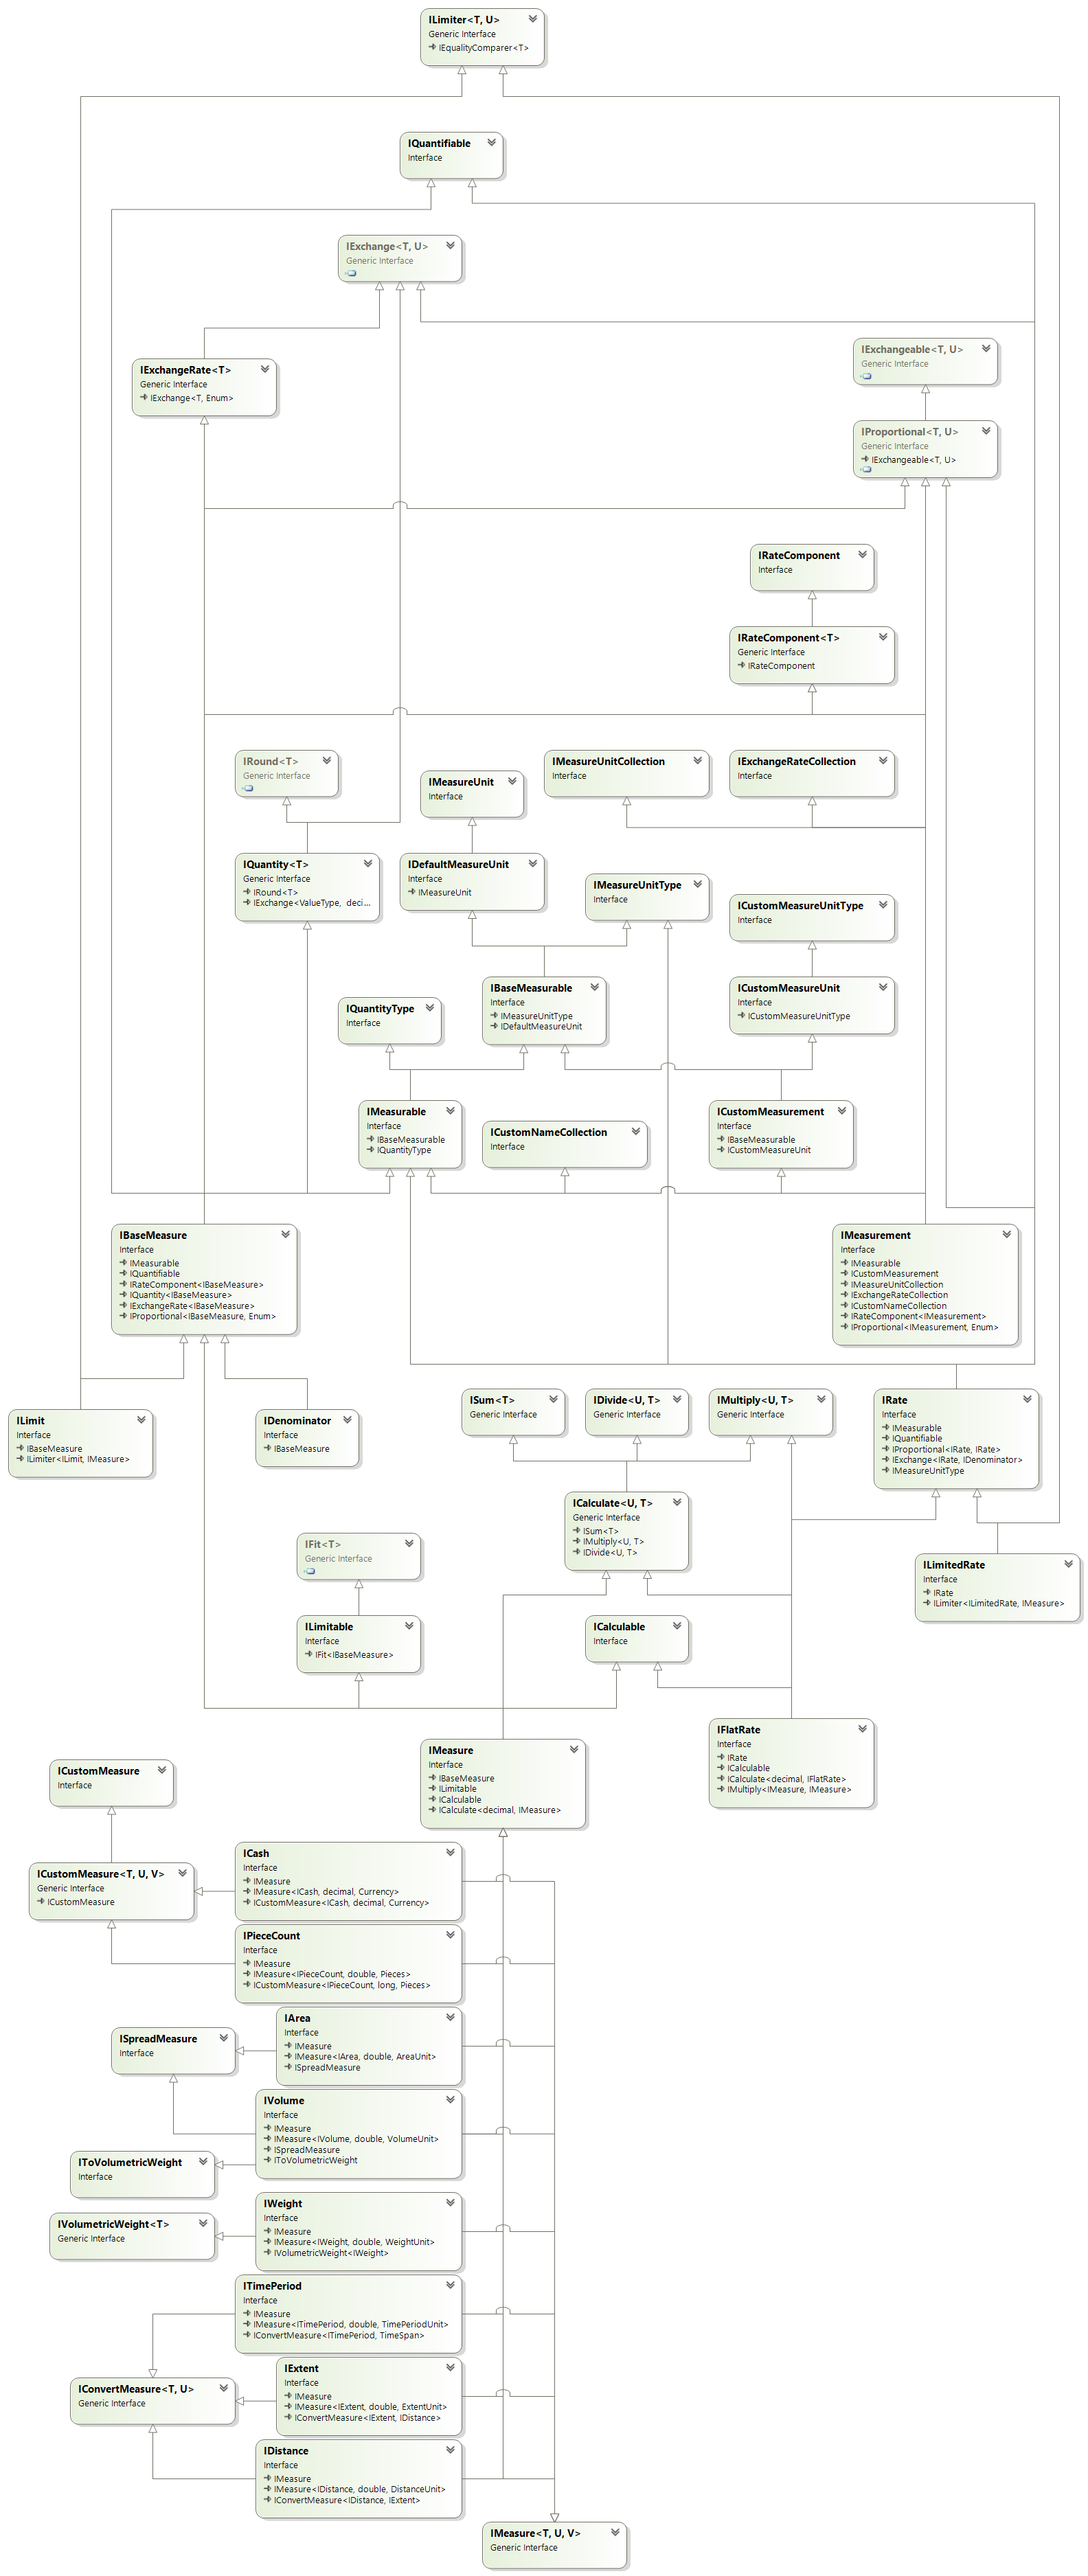 ILimiter<T, U>
Generic Interface
IEqualityComparer<T>
IQuantifiable
Interface
IExchange<T, U>
Generic Interface
IExchangeRate<T>
Generic Interface
IExchange<T, Enum>
IExchangeable<T, U>
Generic Interface
IProportional<T, U>
Generic Interface
IExchangeable<T, U>
IRateComponent
Interface
IRateComponent<T>
Generic Interface
IRateComponent
IRound<T>
Generic Interface
IMeasureUnit
Interface
IMeasureUnitCollection
Interface
IExchangeRateCollection
Interface
IQuantity<T>
Generic Interface
IRound<T>
IExchange<ValueType, deci...
IDefaultMeasureUnit
Interface
IMeasureUnit
IMeasureUnitType
Interface
ICustomMeasureUnitType
Interface
IQuantityType
Interface
IBaseMeasurable
Interface
IMeasureUnitType
IDefaultMeasureUnit
ICustomMeasureUnit
Interface
ICustomMeasureUnitType
IMeasurable
Interface
IBaseMeasurable
IQuantityType
ICustomNameCollection
Interface
ICustomMeasurement
Interface
IBaseMeasurable
ICustomMeasureUnit
IBaseMeasure
Interface
IMeasurable
IQuantifiable
IRateComponent<IBaseMeasure>
IQuantity<IBaseMeasure>
IExchangeRate<IBaseMeasure>
IProportional<IBaseMeasure, Enum>
IMeasurement
Interface
IMeasurable
ICustomMeasurement
IMeasureUnitCollection
IExchangeRateCollection
ICustomNameCollection
IRateComponent<IMeasurement>
IProportional<IMeasurement, Enum>
ILimit
Interface
IBaseMeasure
ILimiter<ILimit, IMeasure>
IDenominator
Interface
IBaseMeasure
ISum<T>
Generic Interface
IDivide<U, T>
Generic Interface
IMultiply<U, T>
Generic Interface
IRate
Interface
IMeasurable
IQuantifiable
IProportional<IRate, IRate>
IExchange<IRate, IDenominator>
IMeasureUnitType
ICalculate<U, T>
Generic Interface
ISum<T>
IMultiply<U, T>
IDivide<U, T>
IFit<T>
Generic Interface
ILimitedRate
Interface
IRate
ILimiter<ILimitedRate, IMeasure>
ILimitable
Interface
IFit<IBaseMeasure>
ICalculable
Interface
IFlatRate
Interface
IRate
ICalculable
ICalculate<decimal, IFlatRate>
IMultiply<IMeasure, IMeasure>
IMeasure
Interface
IBaseMeasure
ILimitable
ICalculable
ICalculate<decimal, IMeasure>
ICustomMeasure
Interface
ICustomMeasure<T, U, V>
Generic Interface
ICustomMeasure
ICash
Interface
IMeasure
IMeasure<ICash, decimal, Currency>
ICustomMeasure<ICash, decimal, Currency>
IPieceCount
Interface
IMeasure
IMeasure<IPieceCount, double, Pieces>
ICustomMeasure<IPieceCount, long, Pieces>
ISpreadMeasure
Interface
IArea
Interface
IMeasure
IMeasure<IArea, double, AreaUnit>
ISpreadMeasure
IVolume
Interface
IMeasure
IMeasure<IVolume, double, VolumeUnit>
ISpreadMeasure
IToVolumetricWeight
IToVolumetricWeight
Interface
IVolumetricWeight<T>
Generic Interface
IWeight
Interface
IMeasure
IMeasure<IWeight, double, WeightUnit>
IVolumetricWeight<IWeight>
ITimePeriod
Interface
IMeasure
IMeasure<ITimePeriod, double, TimePeriodUnit>
IConvertMeasure<ITimePeriod, TimeSpan>
IConvertMeasure<T, U>
Generic Interface
IExtent
Interface
IMeasure
IMeasure<IExtent, double, ExtentUnit>
IConvertMeasure<IExtent, IDistance>
IDistance
Interface
IMeasure
IMeasure<IDistance, double, DistanceUnit>
IConvertMeasure<IDistance, IExtent>
IMeasure<T, U, V>
Generic Interface